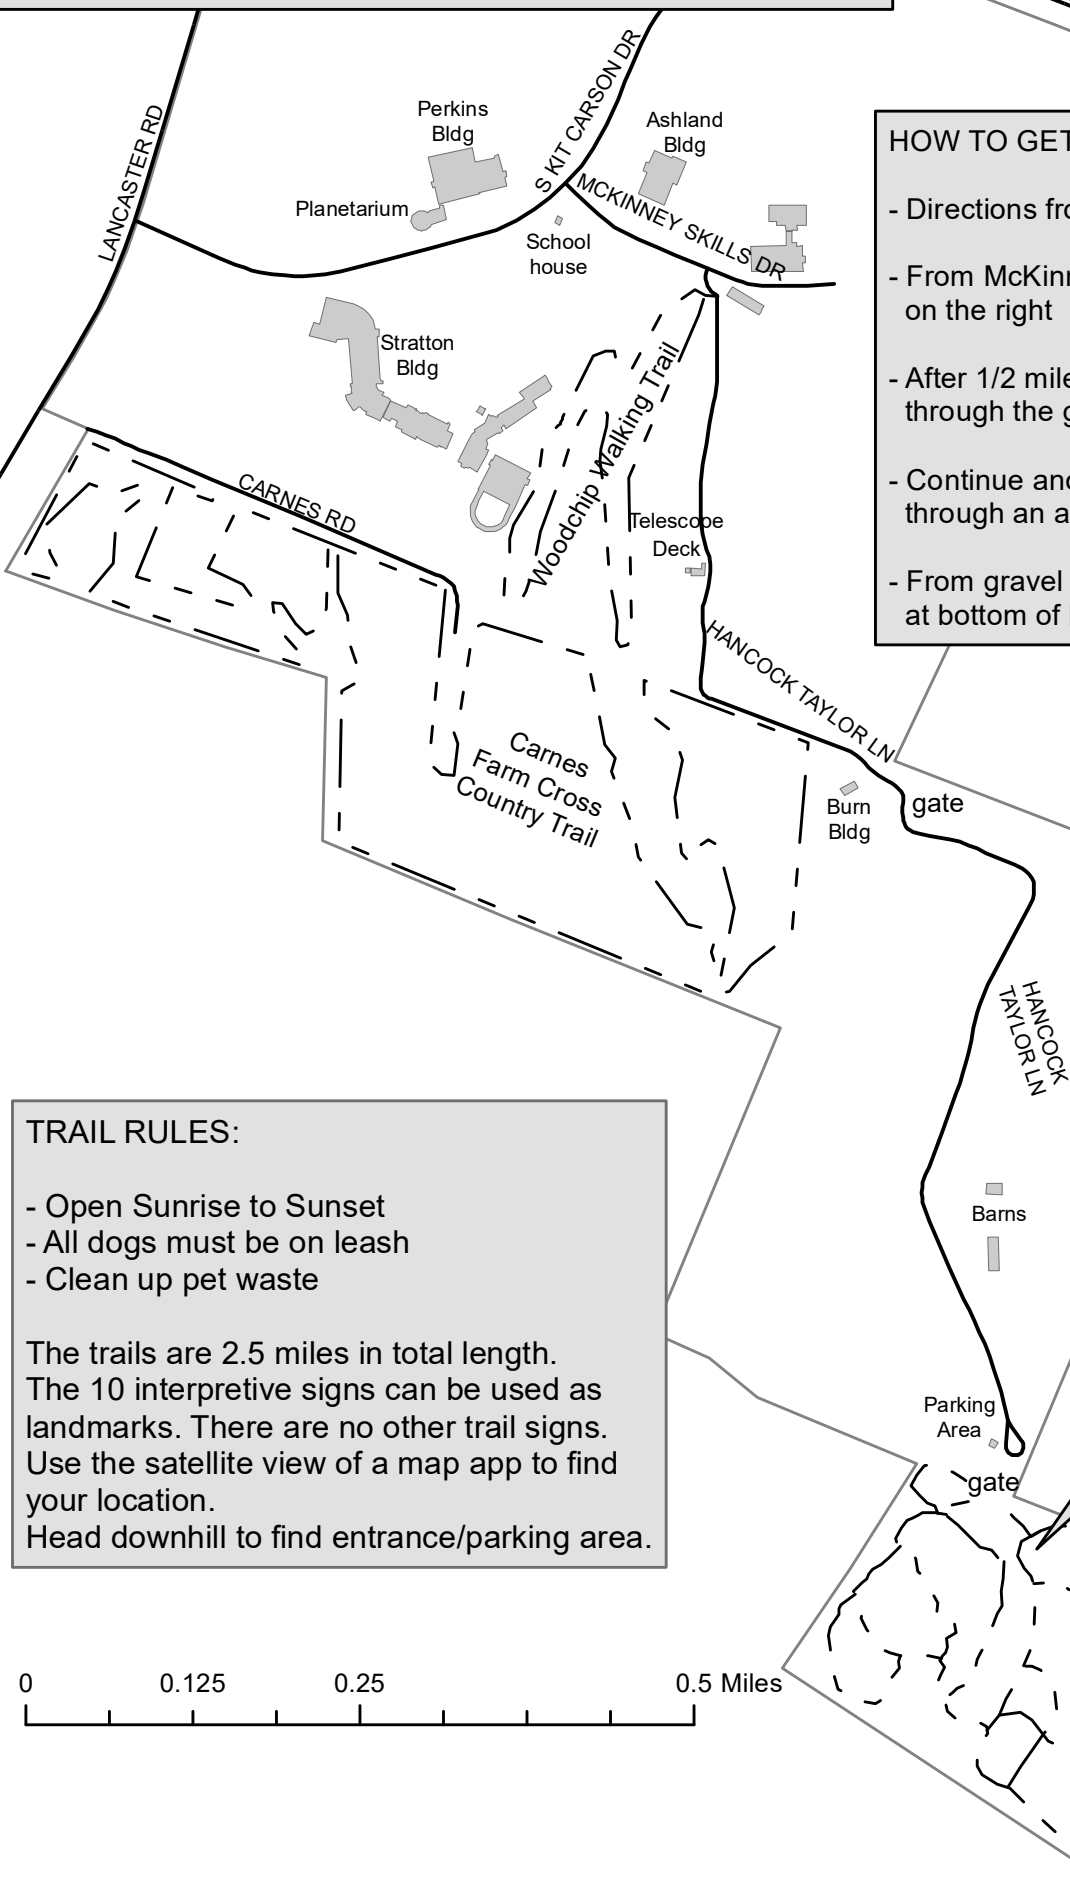 LANCASTER RD
Perkins
Bldg
S KIT CARSON DR
Ashland
Bldg
Planetarium
MCKINNEY SKILLS DR
School
house
HOW TO GET
- Directions fro
- From McKinn
on the right
- After 1/2 mile
through the g
- Continue and
through an a
- From gravel
at bottom of
Stratton
Bldg
Woodchip Walking Trail
CARNES RD
Telescope
Deck
HANCOCK TAYLOR LN
Carnes
Farm Cross
Country Trail
Burn
Bldg
gate
HANCOCK
TAYLOR LN
TRAIL RULES:
- Open Sunrise to Sunset
- All dogs must be on leash
- Clean up pet waste
The trails are 2.5 miles in total length.
The 10 interpretive signs can be used as
landmarks. There are no other trail signs.
Use the satellite view of a map app to find
your location.
Head downhill to find entrance/parking area.
Barns
Parking
Area
gate
0 0.125 0.25 0.5 Miles